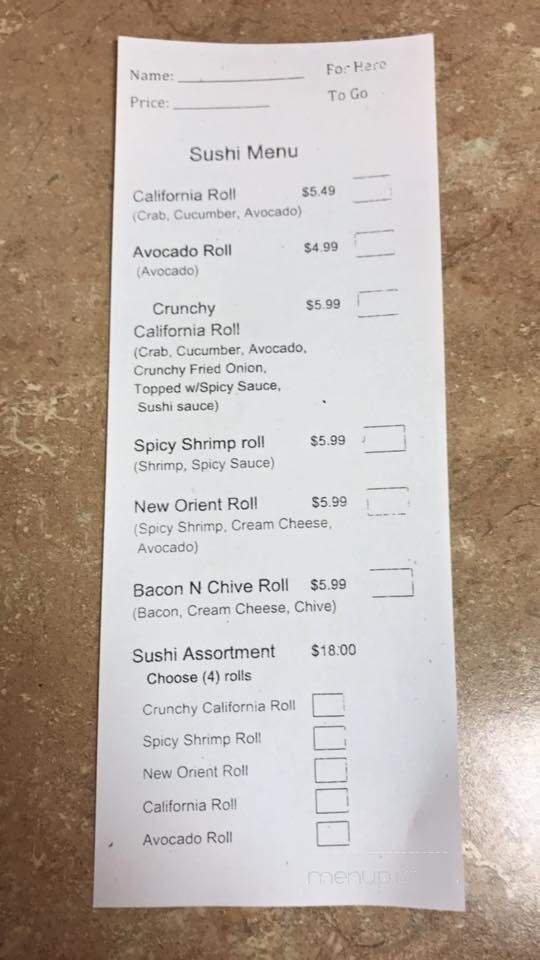 Name: ____________ For Here
Price: ____________ To Go
Sushi Menu
California Roll $5.49
(Crab, Cucumber, Avocado)
Avocado Roll $4.99
(Avocado)
Crunchy $5.99
California Roll
(Crab, Cucumber, Avocado,
Crunchy Fried Onion,
Topped w/Spicy Sauce,
Sushi sauce)
Spicy Shrimp roll $5.99
(Shrimp, Spicy Sauce)
New Orient Roll $5.99
(Spicy Shrimp, Cream Cheese,
Avocado)
Bacon N Chive Roll $5.99
(Bacon, Cream Cheese, Chive)
Sushi Assortment $18.00
Choose (4) rolls
Crunchy California Roll
Spicy Shrimp Roll
New Orient Roll
California Roll
Avocado Roll